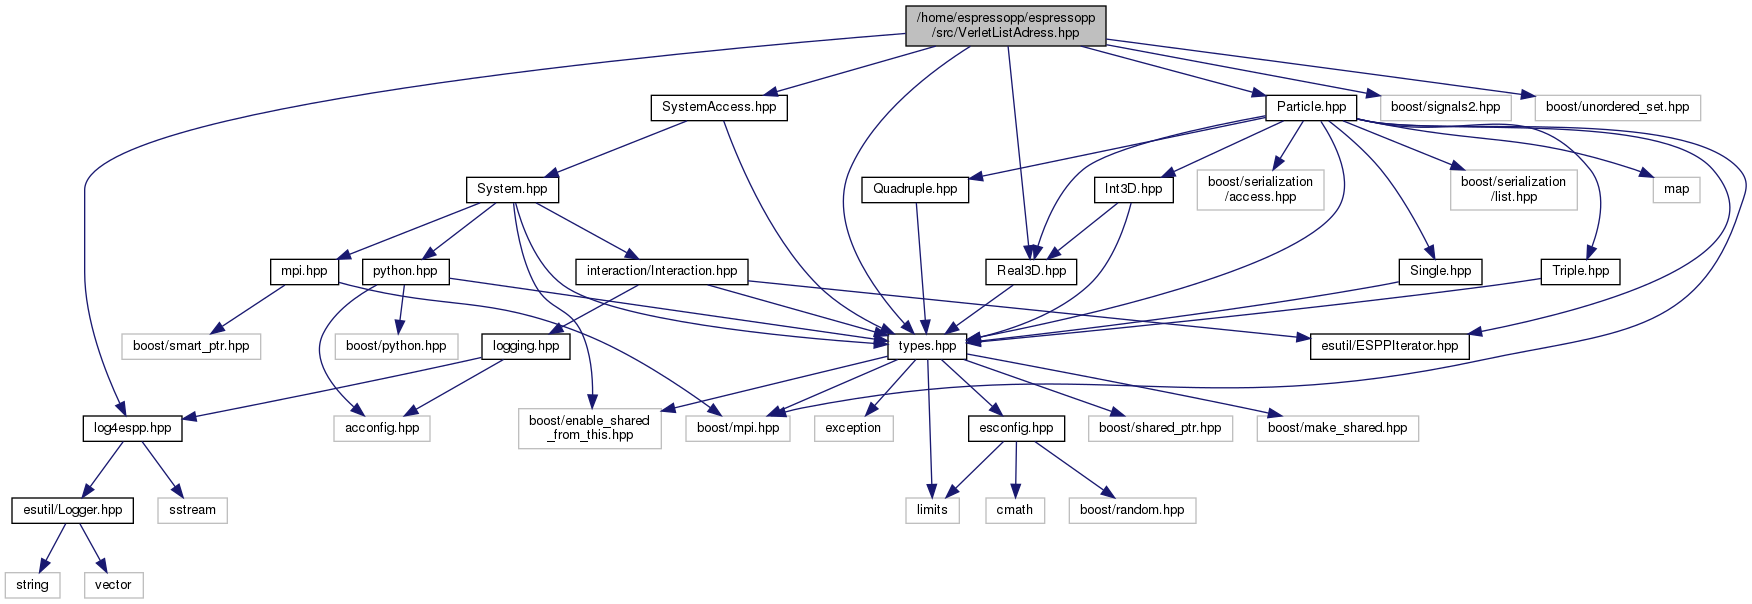 /home/espressopp/espressopp
/src/VerletListAdress.hpp
SystemAccess.hpp
Particle.hpp
boost/signals2.hpp
boost/unordered_set.hpp
System.hpp
Quadruple.hpp
Int3D.hpp
boost/serialization
/access.hpp
boost/serialization
/list.hpp
map
mpi.hpp
python.hpp
interaction/Interaction.hpp
Real3D.hpp
Single.hpp
Triple.hpp
boost/smart_ptr.hpp
boost/python.hpp
logging.hpp
types.hpp
esutil/ESPPIterator.hpp
log4espp.hpp
acconfig.hpp
boost/enable_shared
_from_this.hpp
boost/mpi.hpp
exception
esconfig.hpp
boost/shared_ptr.hpp
boost/make_shared.hpp
esutil/Logger.hpp
sstream
limits
cmath
boost/random.hpp
string
vector